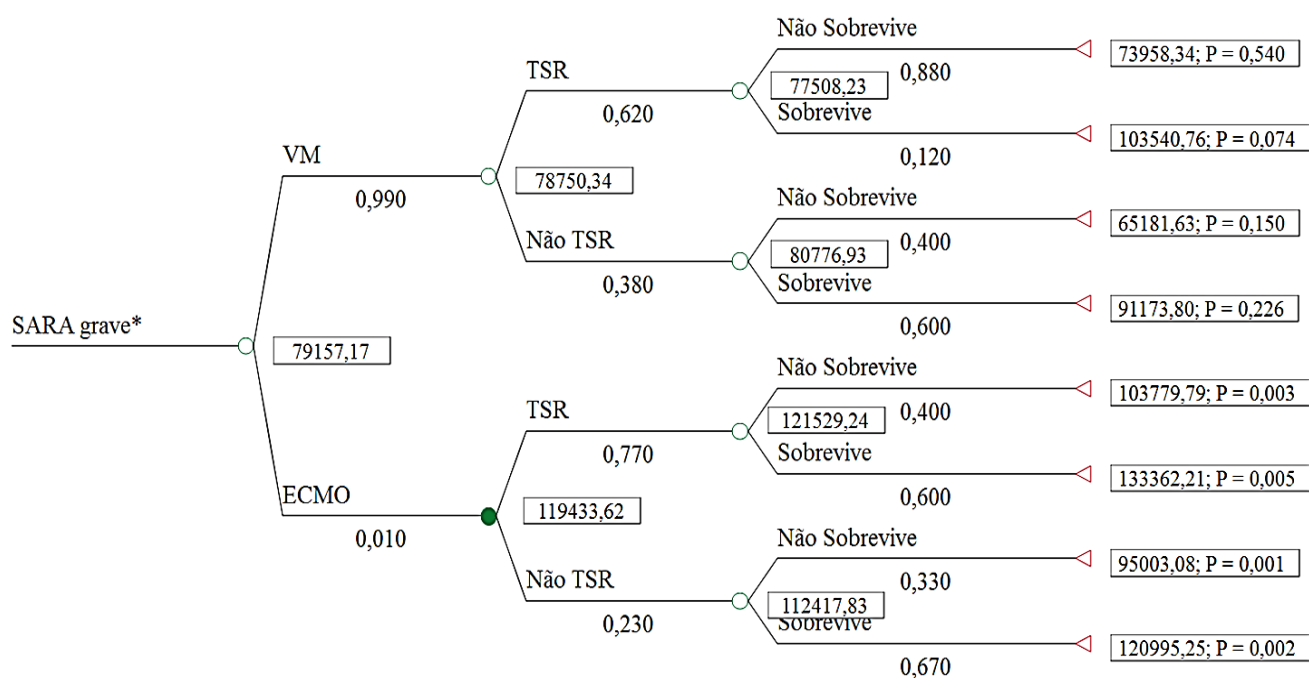 Não Sobrevive
73958,34; P = 0,540
TSR
0,880
77508,23
0,620
Sobrevive
103540,76; P = 0,074
VM
0,120
0,990
78750,34
Não Sobrevive
65181,63; P = 0,150
Não TSR
0,400
80776,93
0,380
Sobrevive
91173,80; P = 0,226
0,600
SARA grave*
79157,17
Não Sobrevive
103779,79; P = 0,003
TSR
0,400
121529,24
0,770
Sobrevive
133362,21; P = 0,005
ECMO
0,600
0,010
119433,62
Não Sobrevive
95003,08; P = 0,001
Não TSR
0,330
112417,83
0,230
Sobrevive
120995,25; P = 0,002
0,670